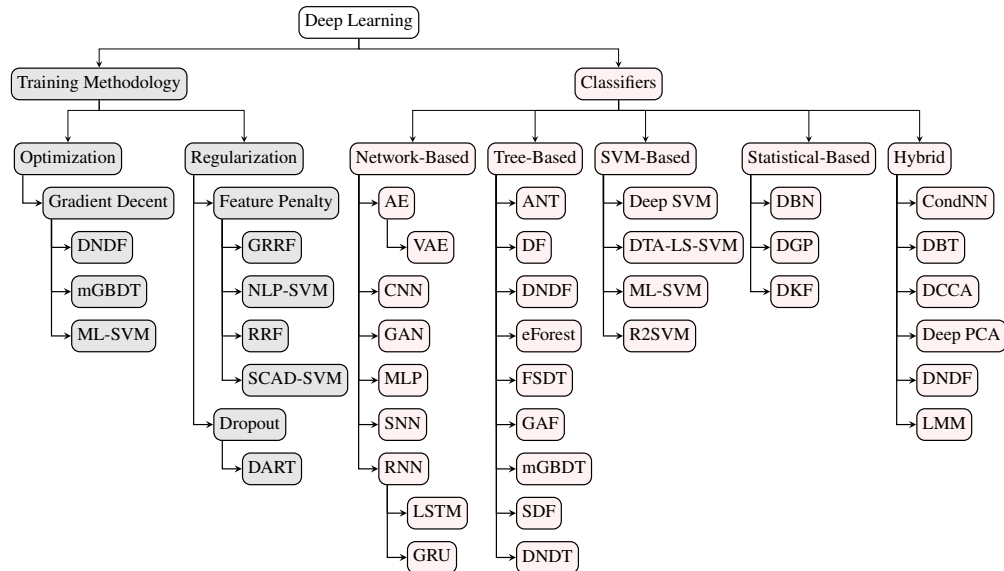 Deep Learning
Training Methodology
Classifiers
Optimization
Regularization
Network-Based
Tree-Based
SVM-Based
Statistical-Based
Hybrid
Gradient Decent
DNDF
mGBDT
ML-SVM
Feature Penalty
GRRF
NLP-SVM
RRF
SCAD-SVM
Dropout
DART
AE
VAE
CNN
GAN
MLP
SNN
RNN
LSTM
GRU
ANT
DF
DNDF
eForest
FSDT
GAF
mGBDT
SDF
DNDT
Deep SVM
DTA-LS-SVM
ML-SVM
R2SVM
DBN
DGP
DKF
CondNN
DBT
DCCA
Deep PCA
DNDF
LMM